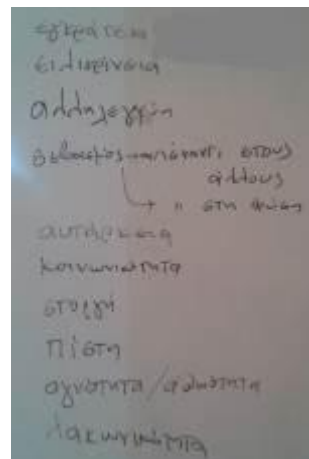 εγκράτεια
ειλικρίνεια
αλληλεγγύη
σεβασμός απέναντι στους
άλλους
→ " στη φύση
αυτάρκεια
κοινωνικότητα
στοργή
πίστη
αγνότητα/αθωότητα
λακωνικότητα